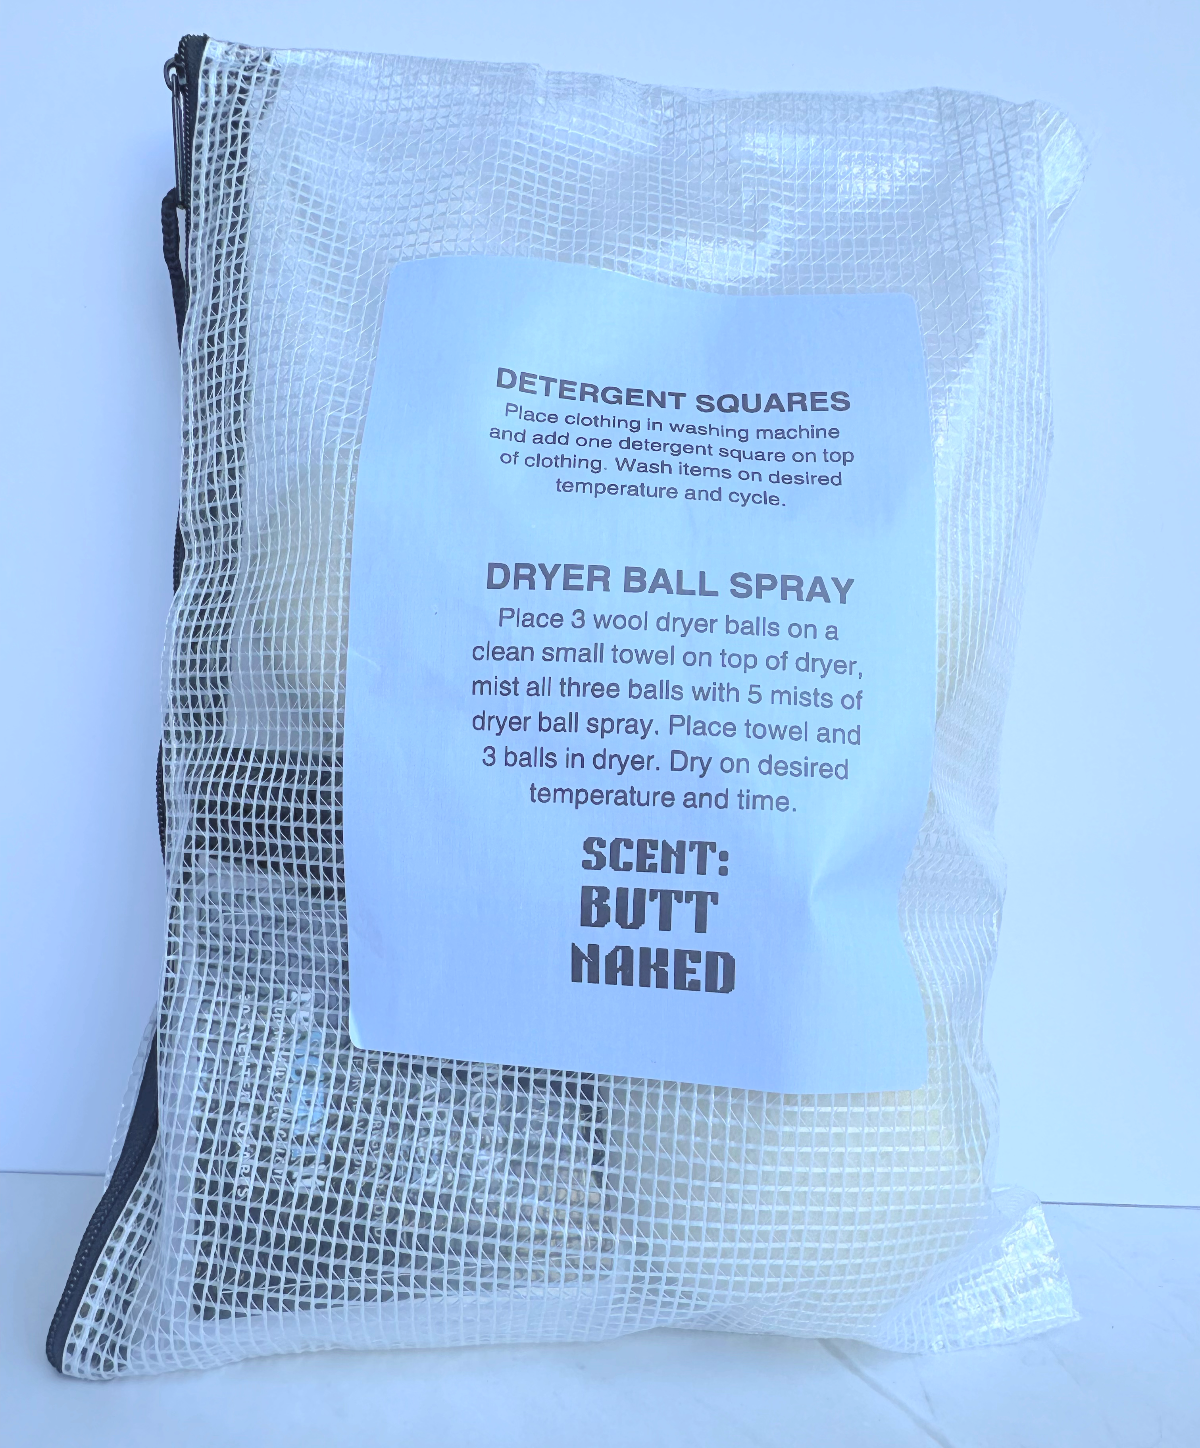 DETERGENT SQUARES
Place clothing in washing machine
and add one detergent square on top
of clothing. Wash items on desired
temperature and cycle.
DRYER BALL SPRAY
Place 3 wool dryer balls on a
clean small towel on top of dryer,
mist all three balls with 5 mists of
dryer ball spray. Place towel and
3 balls in dryer. Dry on desired
temperature and time.
SCENT:
BUTT
NAKED